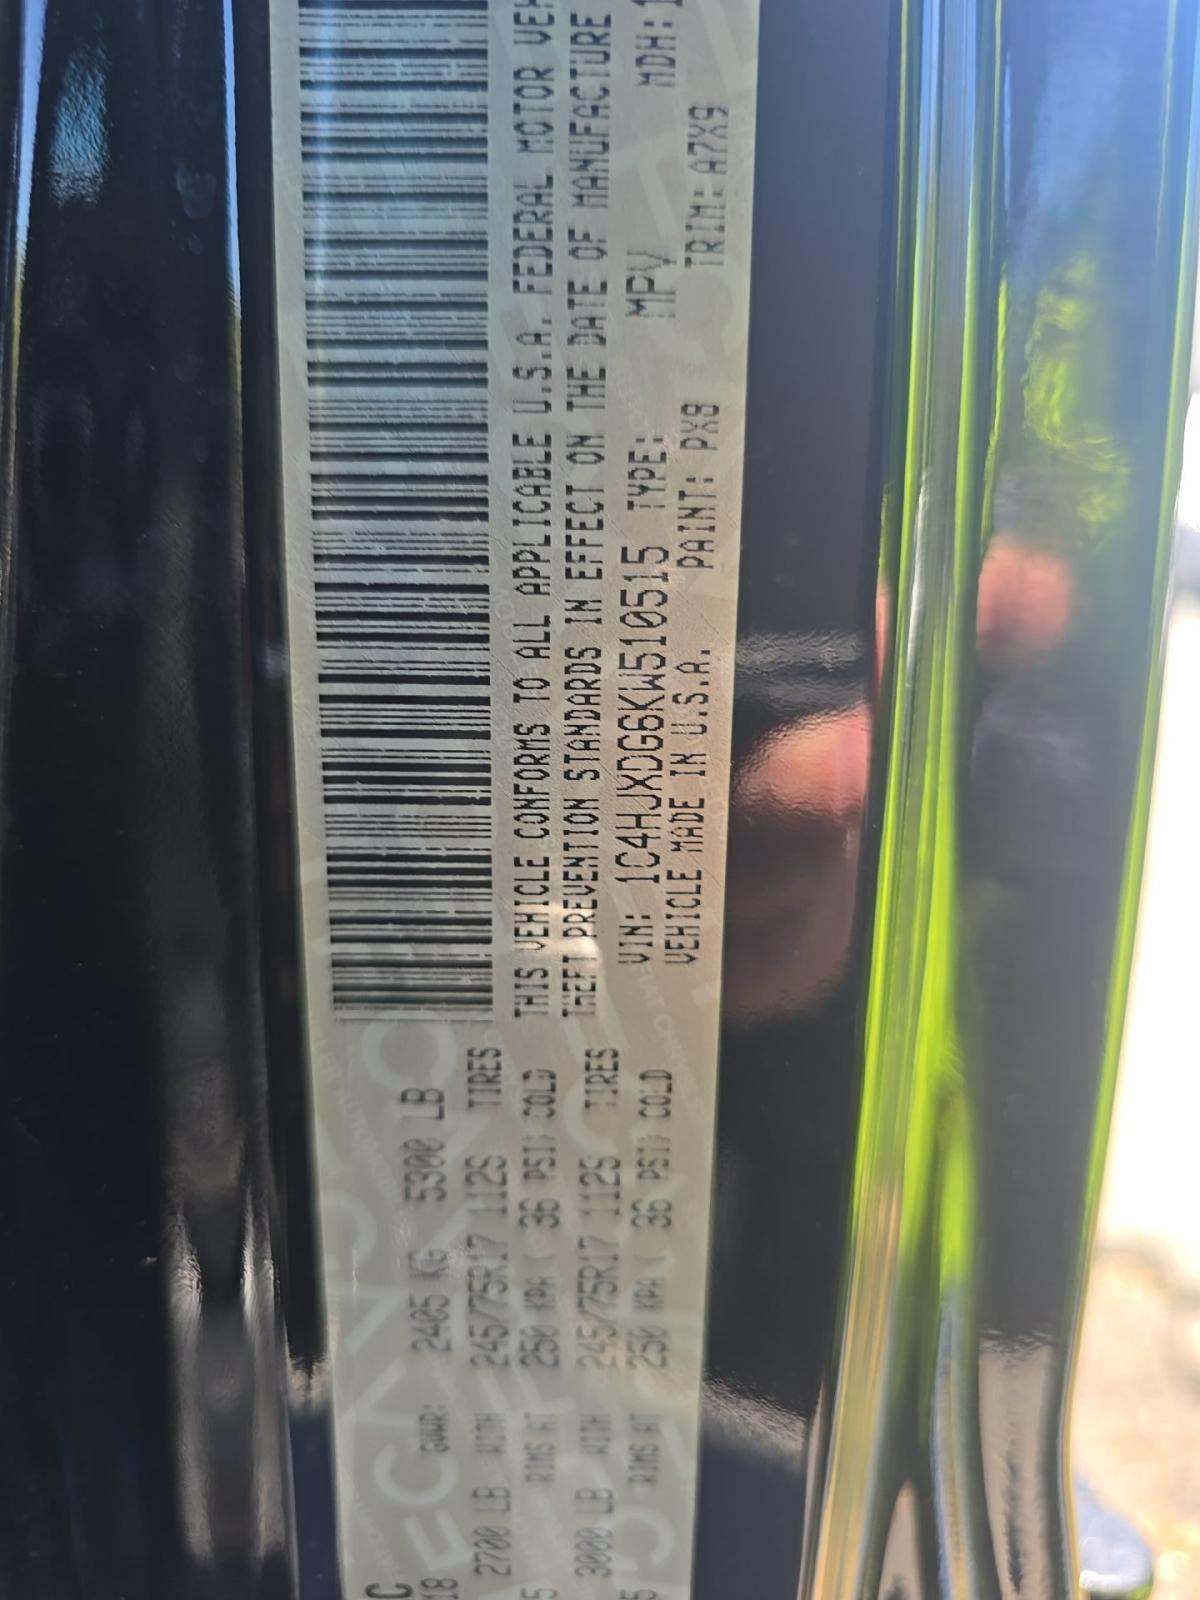 C
18 GVWR: 2405 KG 5300 LB
2700 LB WITH 245/75R17 112S TIRES
5 RIMS AT 250 KPA ( 36 PSI) COLD
3000 LB WITH 245/75R17 112S TIRES
5 RIMS AT 250 KPA ( 36 PSI) COLD
THIS VEHICLE CONFORMS TO ALL APPLICABLE U.S.A. FEDERAL MOTOR VEH
THEFT PREVENTION STANDARDS IN EFFECT ON THE DATE OF MANUFACTURE
VIN: 1C4HJXDG6KW510515 TYPE: MPV MDH:1
VEHICLE MADE IN U.S.A. PAINT: PX8 TRIM: A7X9